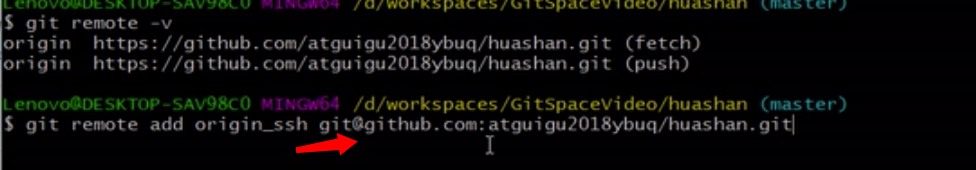 Lenovo@DESKTOP-SAV98C0 MINGW64 /d/workspaces/GitSpaceVideo/huashan (master)
$ git remote -v
origin  https://github.com/atguigu2018ybuq/huashan.git (fetch)
origin  https://github.com/atguigu2018ybuq/huashan.git (push)
Lenovo@DESKTOP-SAV98C0 MINGW64 /d/workspaces/GitSpaceVideo/huashan (master)
$ git remote add origin_ssh git@github.com:atguigu2018ybuq/huashan.git